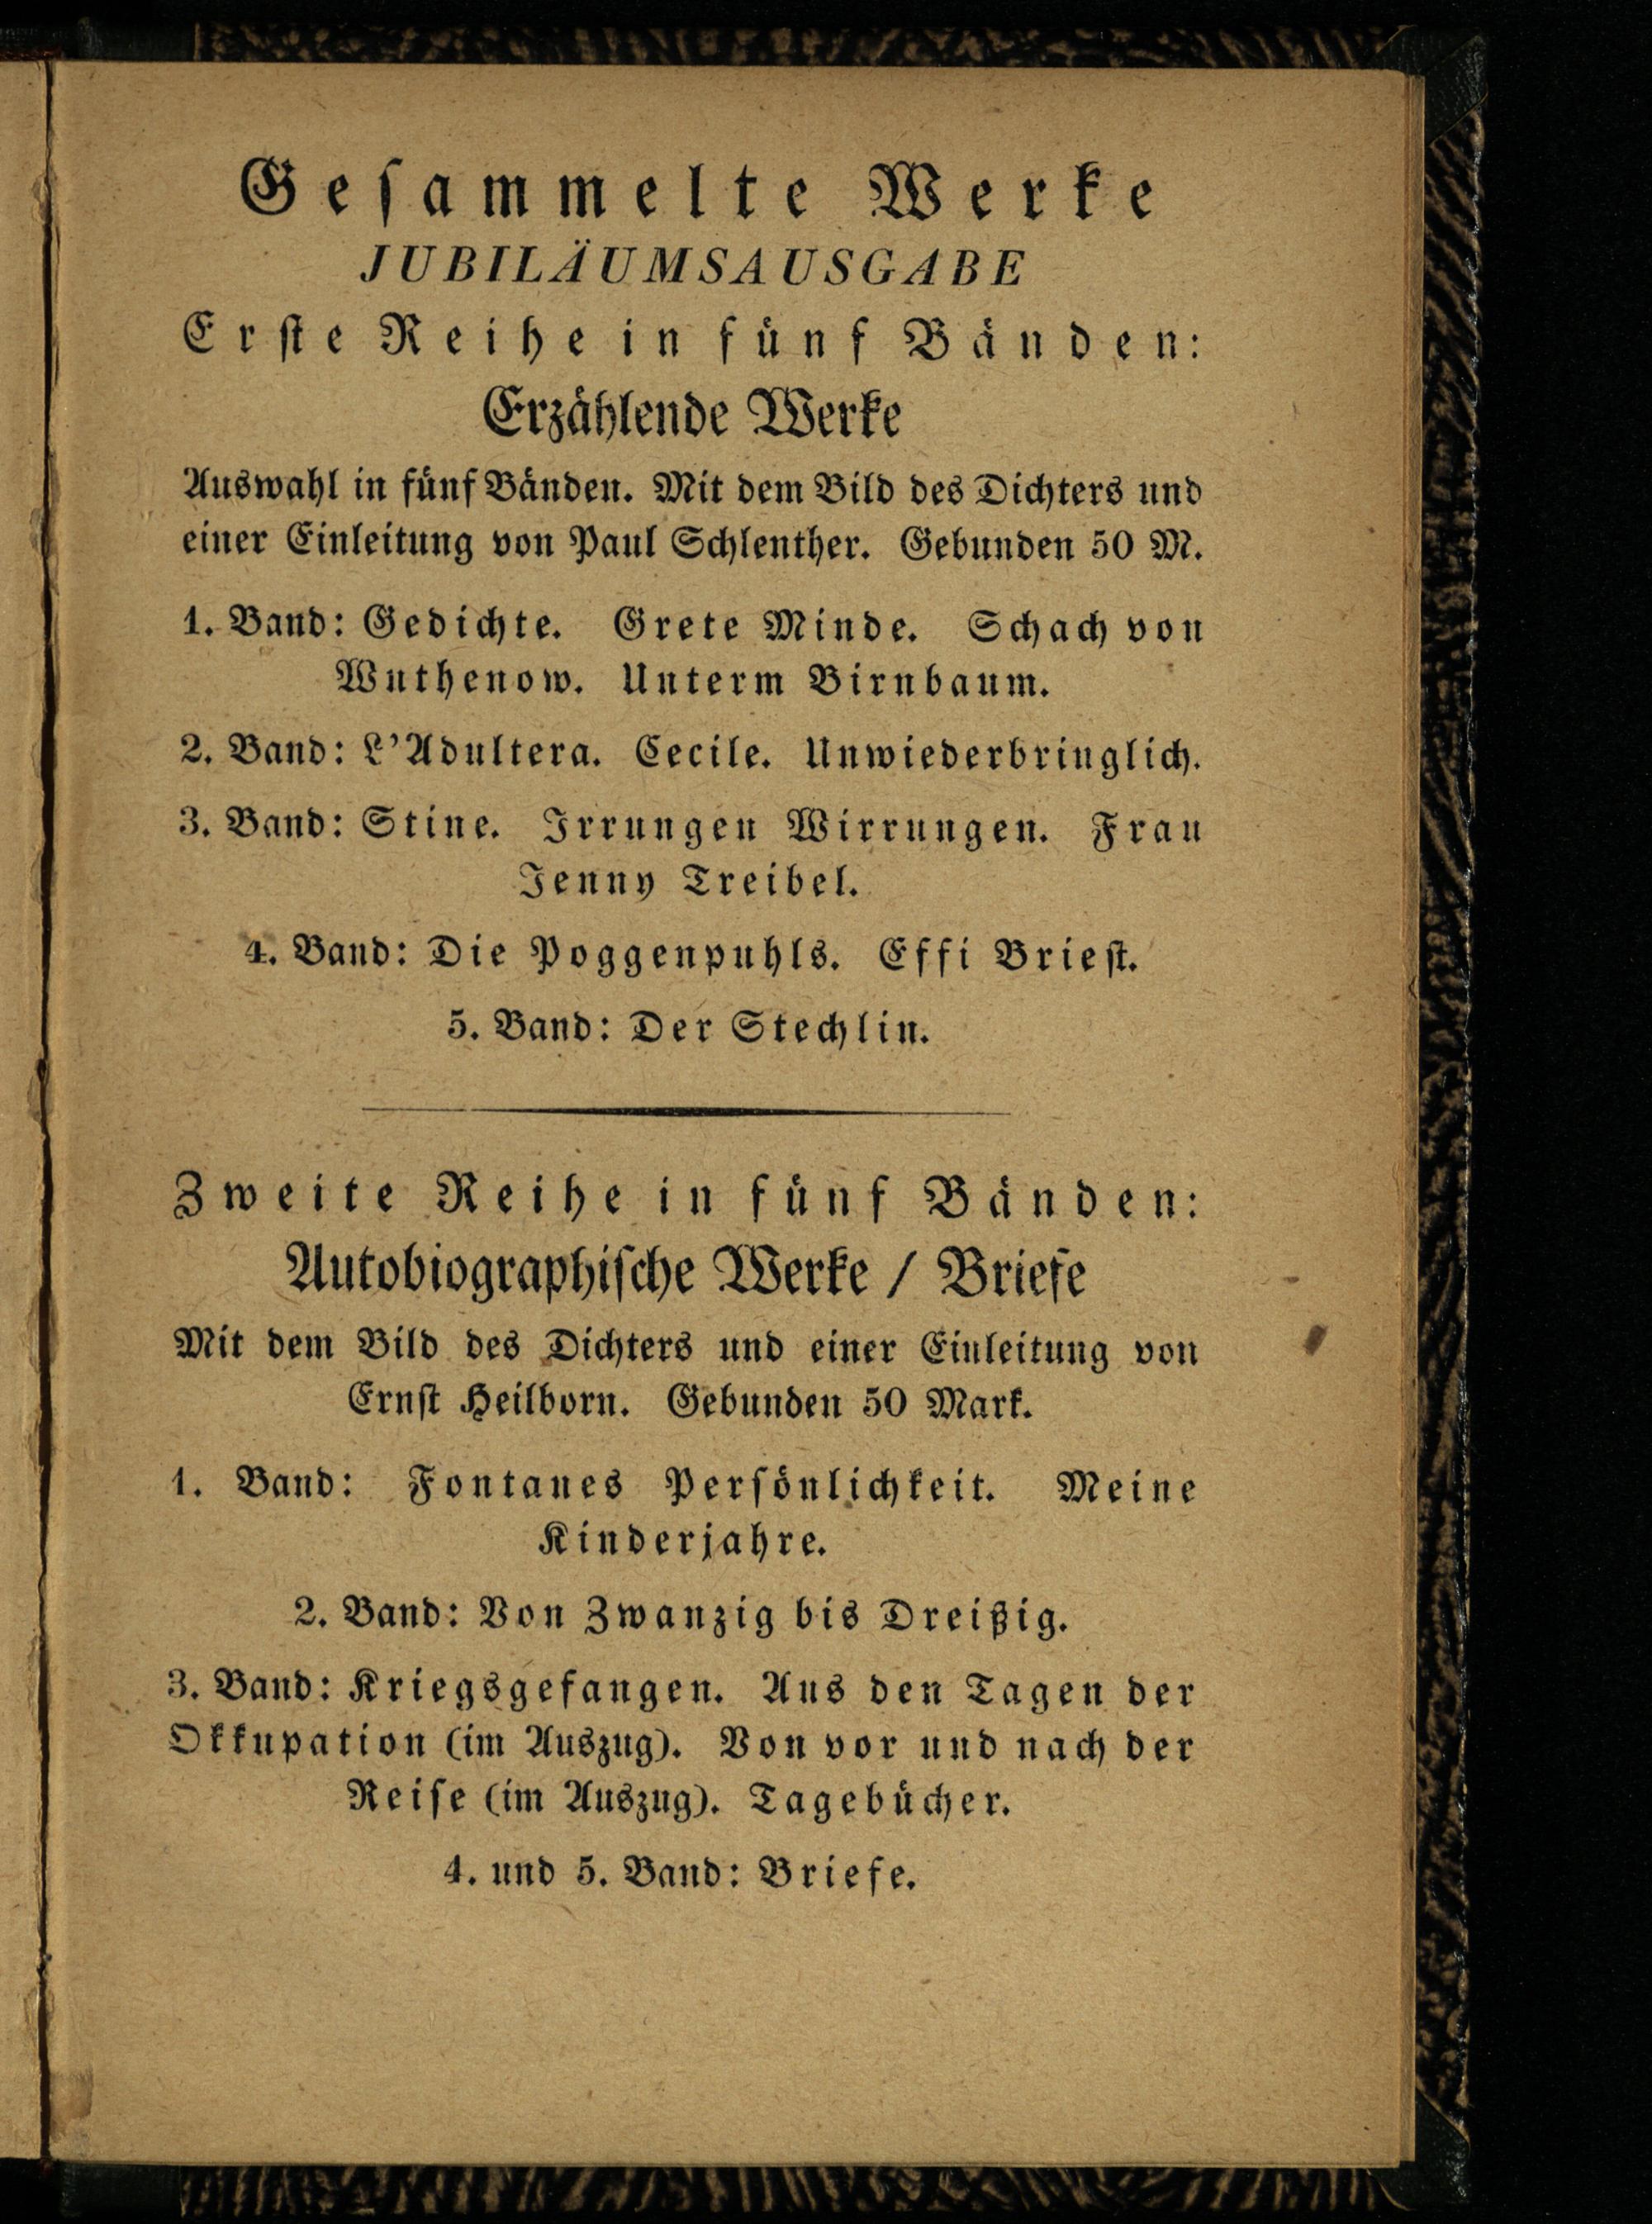 Geſammelte Werke
JUBILÄUMSAUSGABE
Erſte Reihe in fünf Bänden:
Erzählende Werke
Auswahl in fünf Bänden. Mit dem Bild des Dichters und
einer Einleitung von Paul Schlenther. Gebunden 50 M.
1. Band: Gedichte. Grete Minde. Schach von
Wuthenow. Unterm Birnbaum.
2. Band: L'Adultera. Cecile. Unwiederbringlich.
3. Band: Stine. Irrungen Wirrungen. Frau
Jenny Treibel.
4. Band: Die Poggenpuhls. Effi Brieſt.
5. Band: Der Stechlin.
Zweite Reihe in fünf Bänden:
Autobiographiſche Werke / Briefe
Mit dem Bild des Dichters und einer Einleitung von
Ernſt Heilborn. Gebunden 50 Mark.
1. Band: Fontanes Perſönlichkeit. Meine
Kinderjahre.
2. Band: Von Zwanzig bis Dreißig.
3. Band: Kriegsgefangen. Aus den Tagen der
Okkupation (im Auszug). Von vor und nach der
Reiſe (im Auszug). Tagebücher.
4. und 5. Band: Briefe.